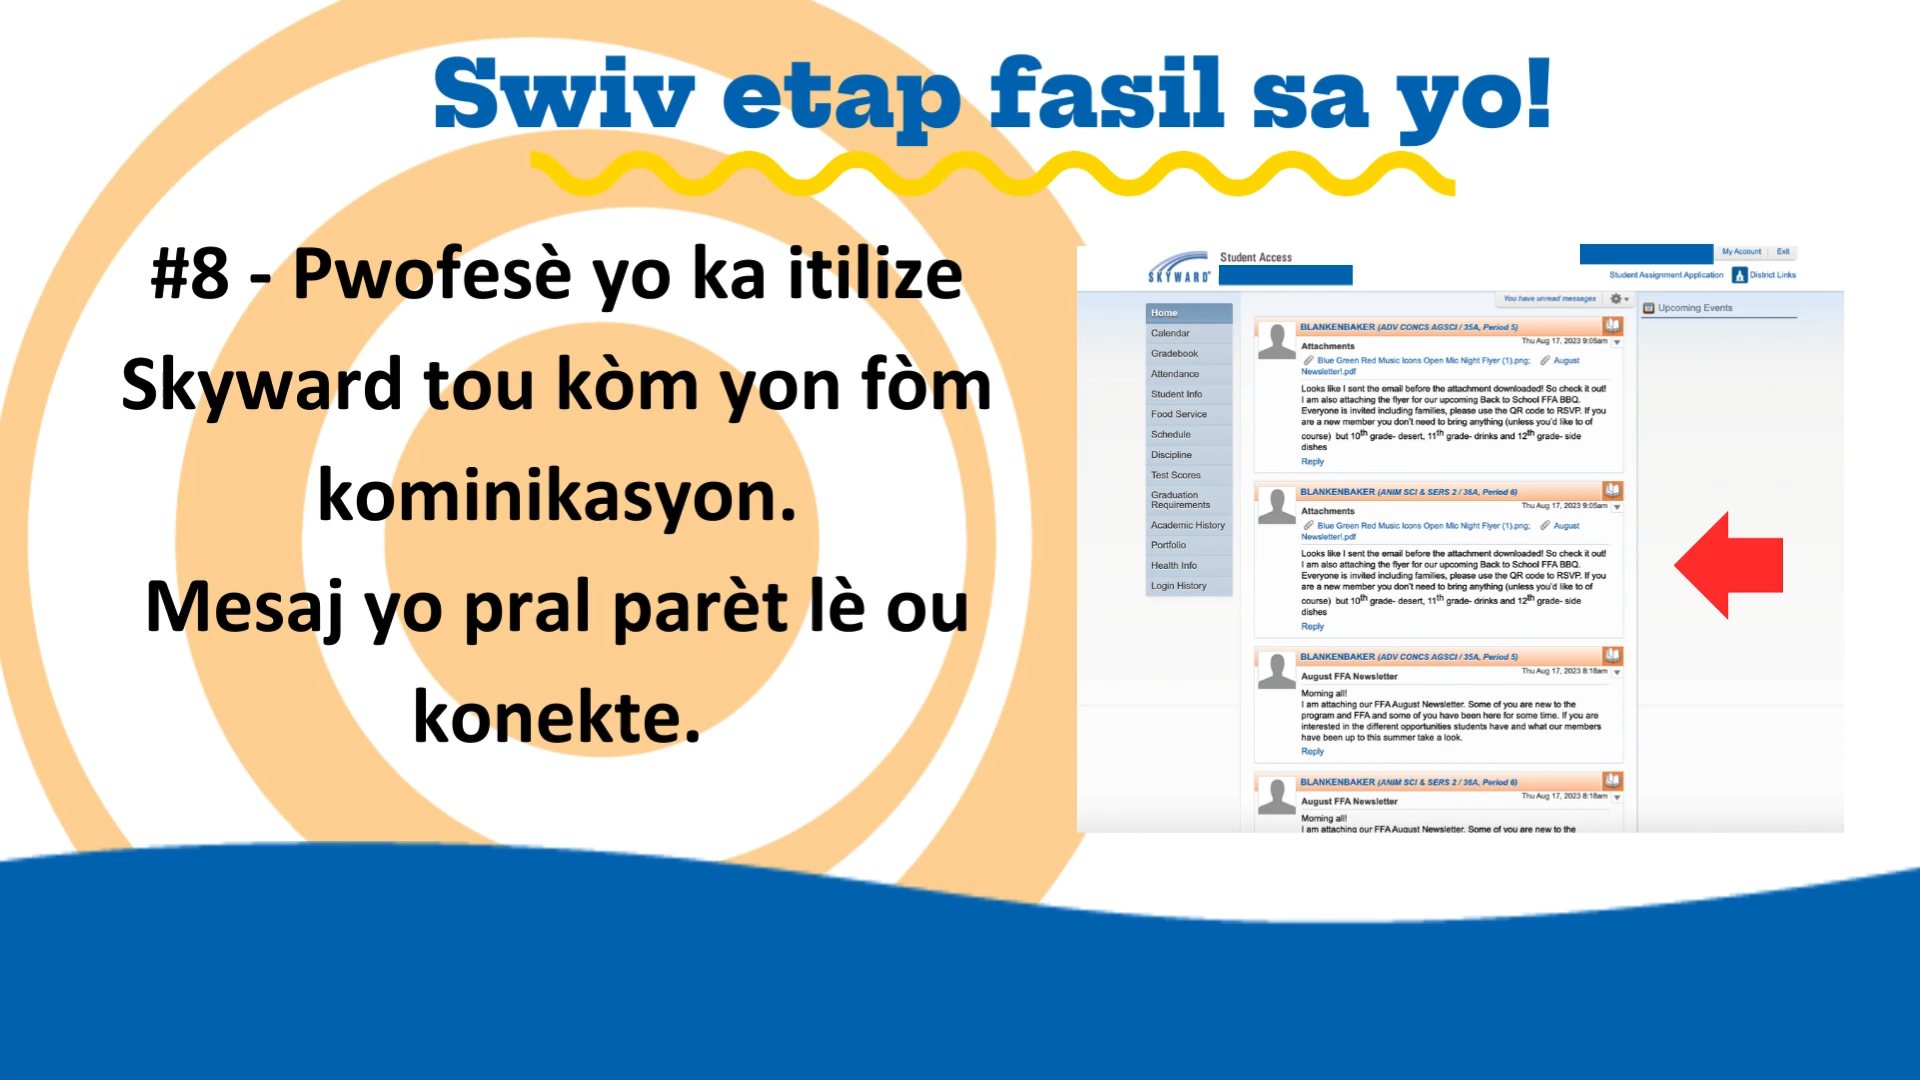 Swiv etap fasil sa yo!
#8 - Pwofesè yo ka itilize
Skyward tou kòm yon fòm
kominikasyon.
Mesaj yo pral parèt lè ou
konekte.
SKYWARD
Student Access
My Account
Exit
Student Assignment Application
District Links
You have unread messages
Home
Calendar
Gradebook
Attendance
Student Info
Food Service
Schedule
Discipline
Test Scores
Graduation
Requirements
Academic History
Portfolio
Health Info
Login History
BLANKENBAKER (ADV CONCS AGSCI / 35A, Period 5)
Thu Aug 17, 2023 9:05am
Attachments
Blue Green Red Music Icons Open Mic Night Flyer (1).png; August
Newsletter!.pdf
Looks like I sent the email before the attachment downloaded! So check it out!
I am also attaching the flyer for our upcoming Back to School FFA BBQ.
Everyone is invited including families, please use the QR code to RSVP. If you
are a new member you don't need to bring anything (unless you'd like to of
course) but 10th grade- desert, 11th grade- drinks and 12th grade- side
dishes
Reply
BLANKENBAKER (ANIM SCI & SERS 2 / 36A, Period 6)
Thu Aug 17, 2023 9:05am
Attachments
Blue Green Red Music Icons Open Mic Night Flyer (1).png; August
Newsletter!.pdf
Looks like I sent the email before the attachment downloaded! So check it out!
I am also attaching the flyer for our upcoming Back to School FFA BBQ.
Everyone is invited including families, please use the QR code to RSVP. If you
are a new member you don't need to bring anything (unless you'd like to of
course) but 10th grade- desert, 11th grade- drinks and 12th grade- side
dishes
Reply
BLANKENBAKER (ADV CONCS AGSCI / 35A, Period 5)
Thu Aug 17, 2023 8:18am
August FFA Newsletter
Morning all!
I am attaching our FFA August Newsletter. Some of you are new to the
program and FFA and some of you have been here for some time. If you are
interested in the different opportunities students have and what our members
have been up to this summer take a look.
Reply
BLANKENBAKER (ANIM SCI & SERS 2 / 36A, Period 6)
Thu Aug 17, 2023 8:18am
August FFA Newsletter
Morning all!
I am attaching our FFA August Newsletter. Some of you are new to the
Upcoming Events